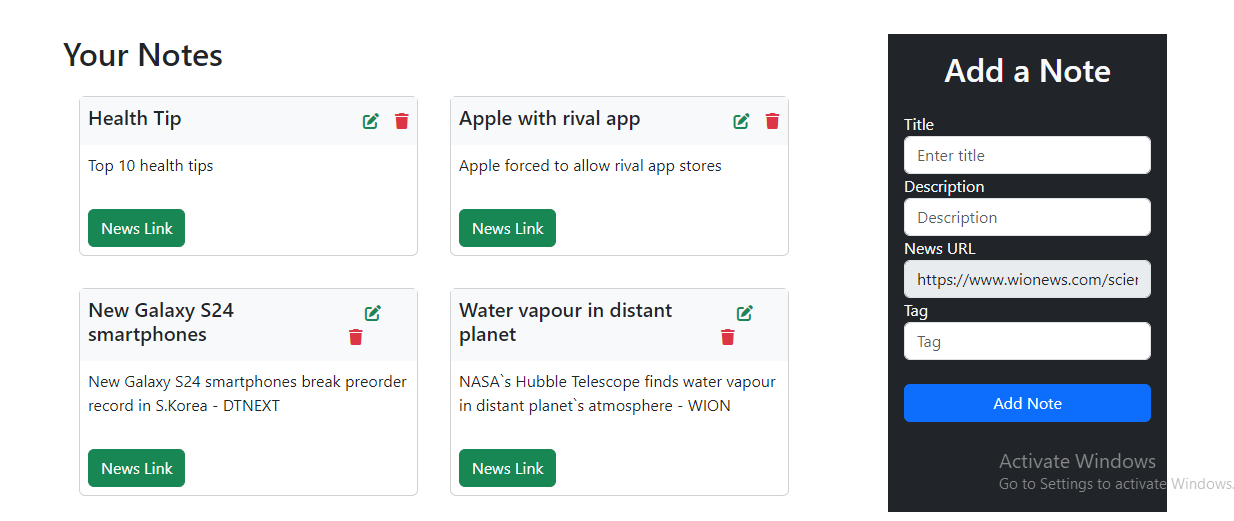 Your Notes
Health Tip
Top 10 health tips
News Link
Apple with rival app
Apple forced to allow rival app stores
News Link
New Galaxy S24
smartphones
New Galaxy S24 smartphones break preorder
record in S.Korea - DTNEXT
News Link
Water vapour in distant
planet
NASA`s Hubble Telescope finds water vapour
in distant planet`s atmosphere - WION
News Link
Add a Note
Title
Enter title
Description
Description
News URL
https://www.wionews.com/scier
Tag
Tag
Add Note
Activate Windows
Go to Settings to activate Windows.